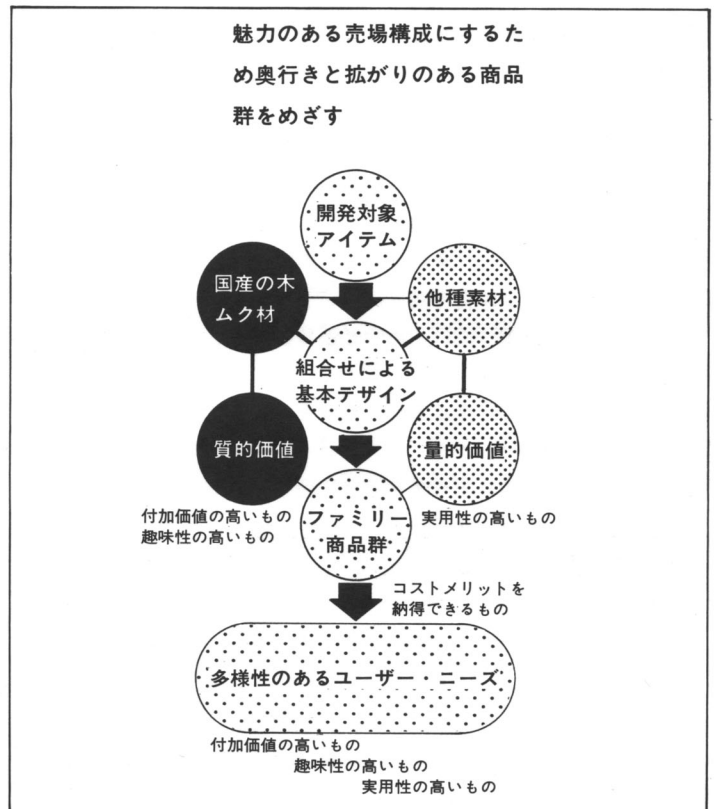 魅力のある売場構成にするた
め奥行きと拡がりのある商品
群をめざす
開発対象
アイテム
国産の木
ムク材
他種素材
組合せによる
基本デザイン
質的価値
量的価値
付加価値の高いもの
趣味性の高いもの
ファミリー
商品群
実用性の高いもの
コストメリットを
納得できるもの
多様性のあるユーザー・ニーズ
付加価値の高いもの
趣味性の高いもの
実用性の高いもの